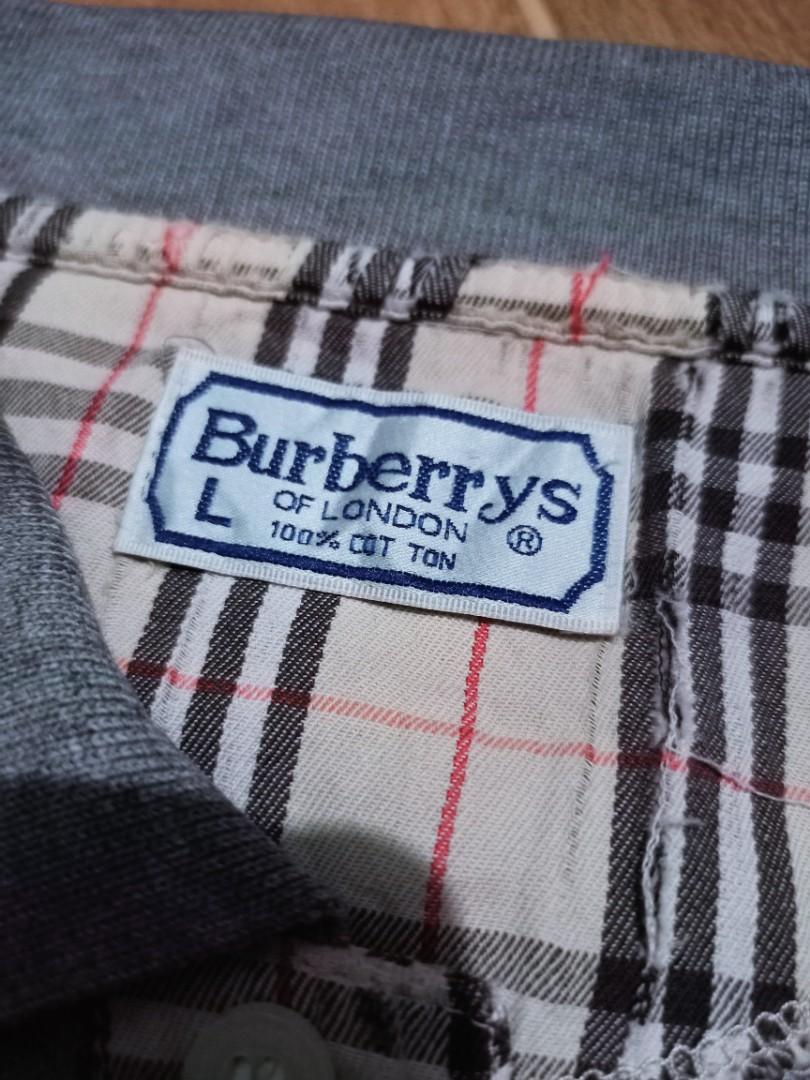 Burberrys
L OF LONDON ®
100% COT TON